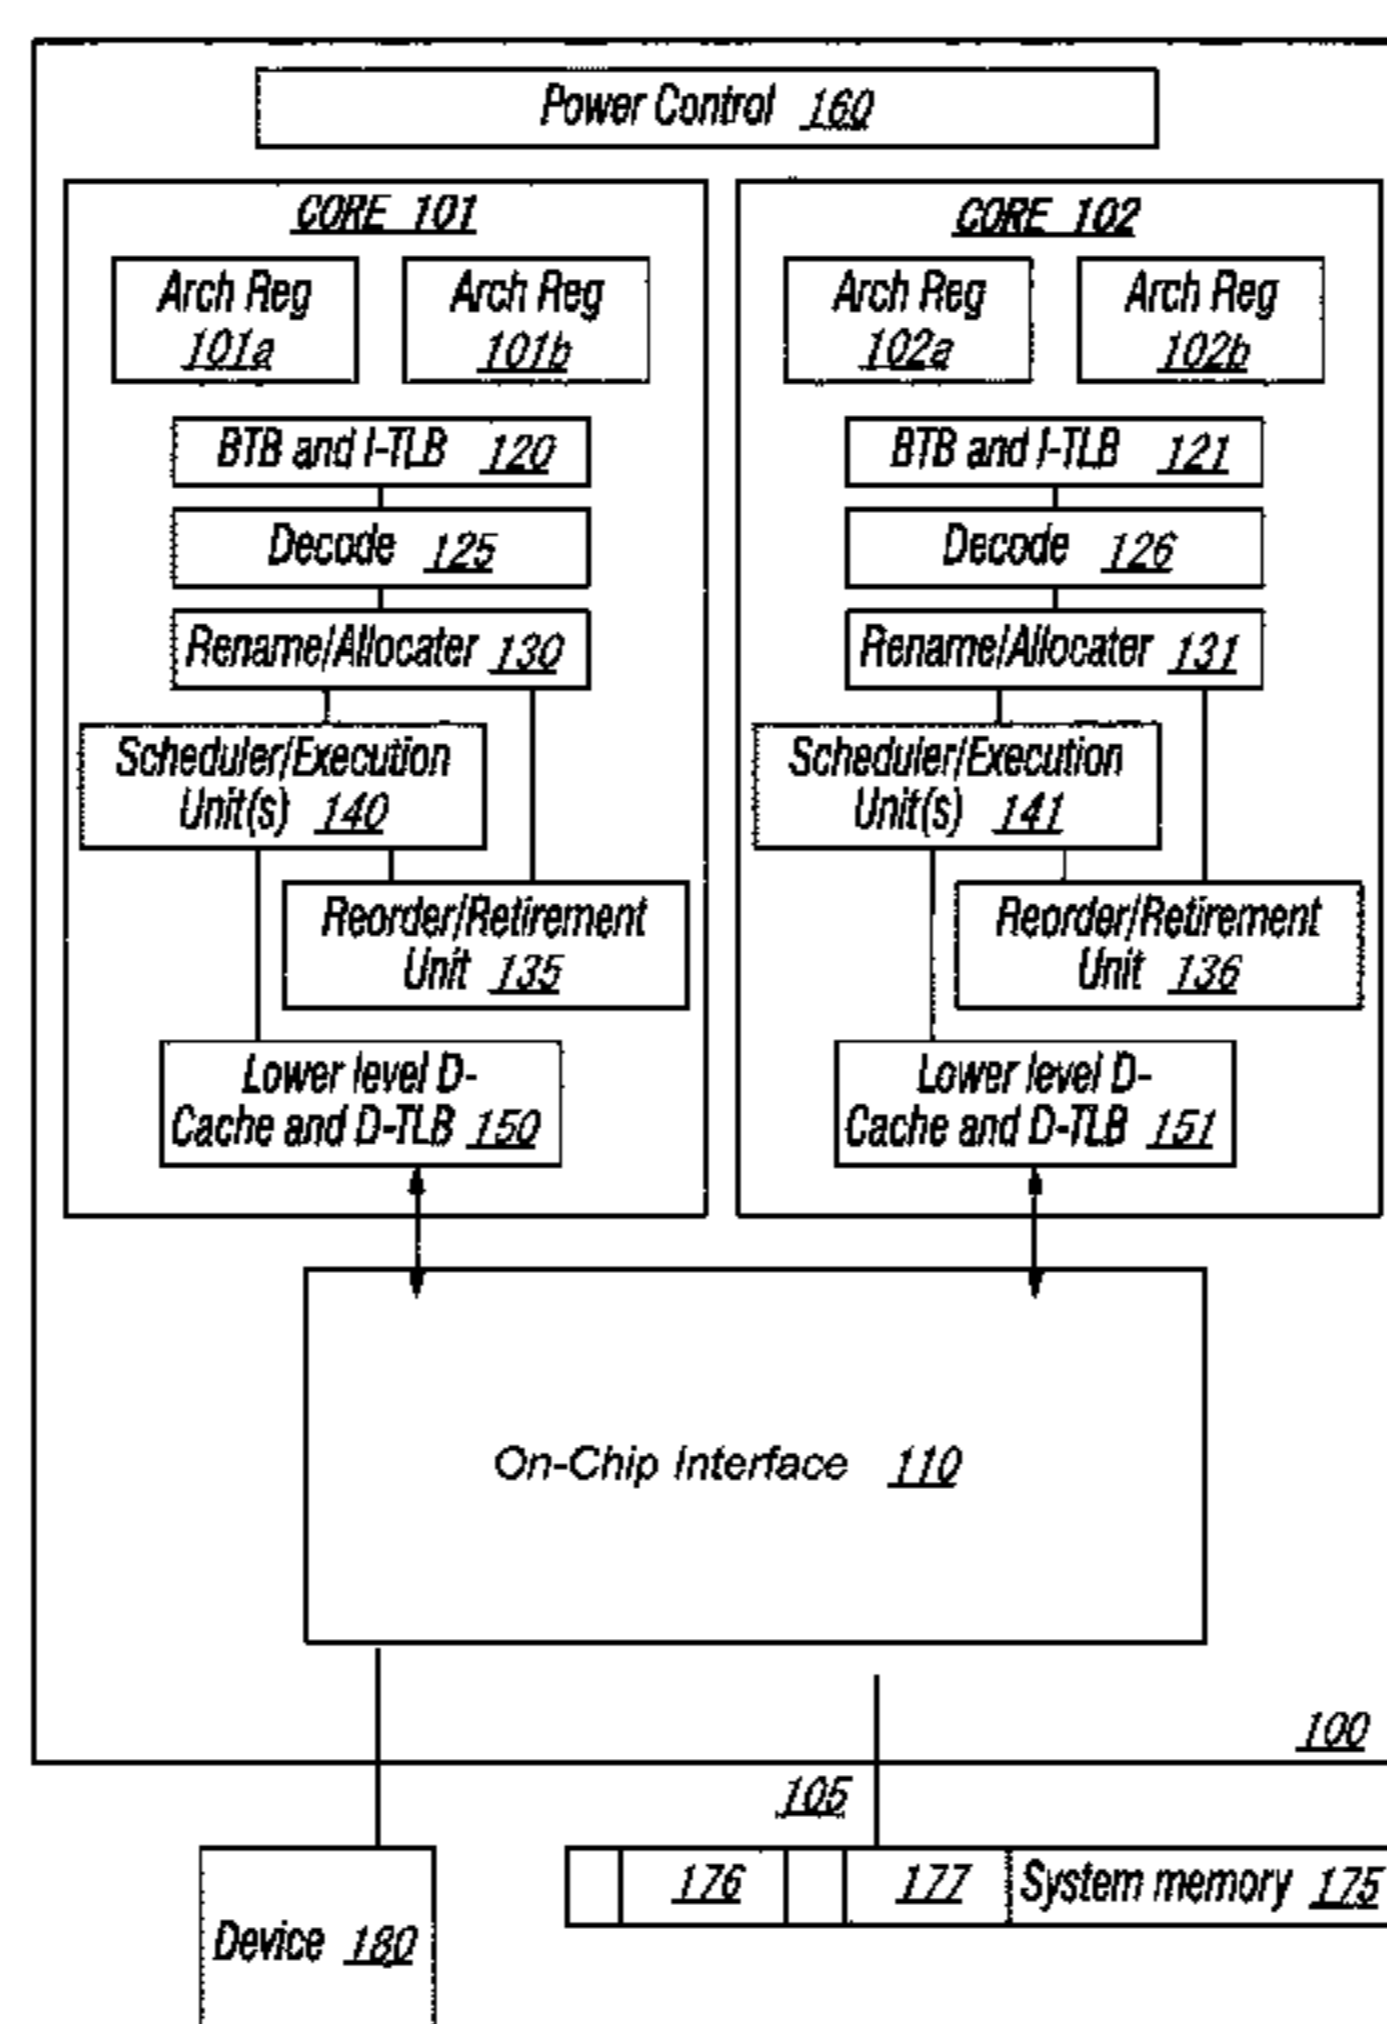 Power Control 160
CORE 101
Arch Reg
101a
Arch Reg
101b
BTB and I-TLB 120
Decode 125
Rename/Allocater 130
Scheduler/Execution
Unit(s) 140
Reorder/Retirement
Unit 135
Lower level D-
Cache and D-TLB 150
CORE 102
Arch Reg
102a
Arch Reg
102b
BTB and I-TLB 121
Decode 126
Rename/Allocater 131
Scheduler/Execution
Unit(s) 141
Reorder/Retirement
Unit 136
Lower level D-
Cache and D-TLB 151
On-Chip Interface 110
100
105
176
177
System memory 175
Device 180